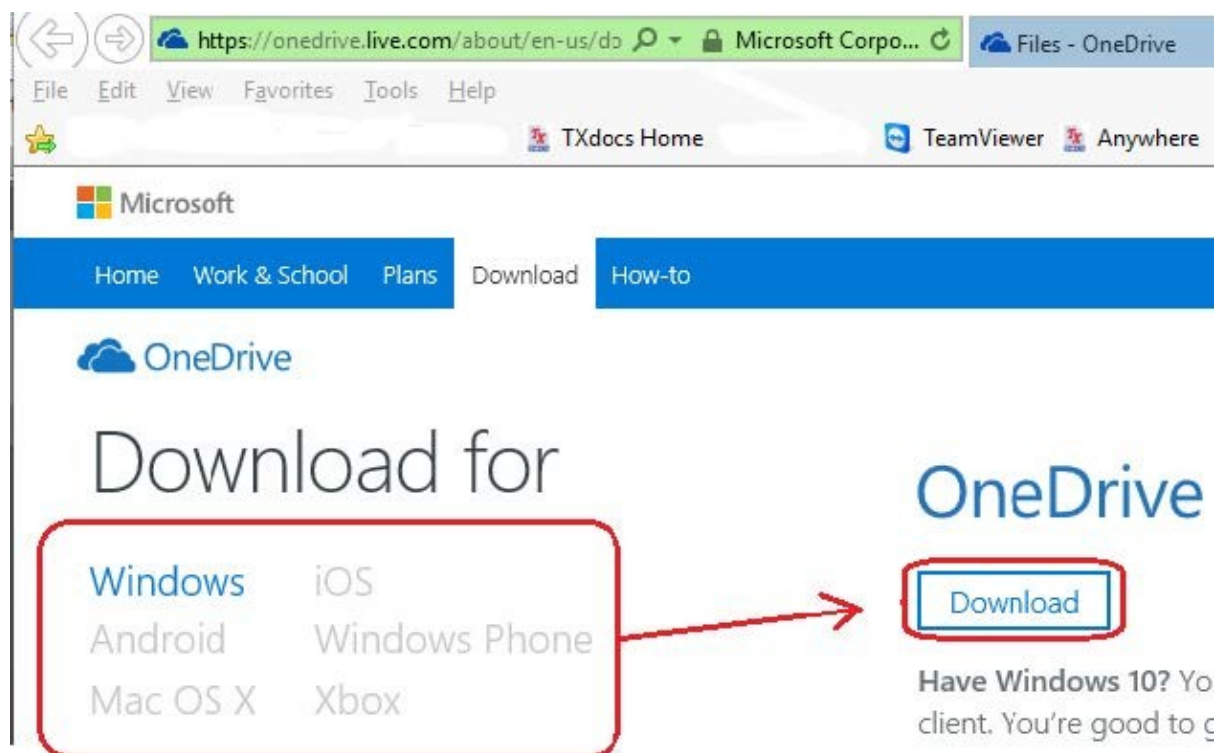 https://onedrive.live.com/about/en-us/do Microsoft Corpo... Files - OneDrive
File Edit View Favorites Tools Help
TXdocs Home TeamViewer Anywhere
Microsoft
Home Work & School Plans Download How-to
OneDrive
Download for
OneDrive
Windows iOS
Download
Android Windows Phone
Mac OS X Xbox
Have Windows 10? Yo
client. You're good to g